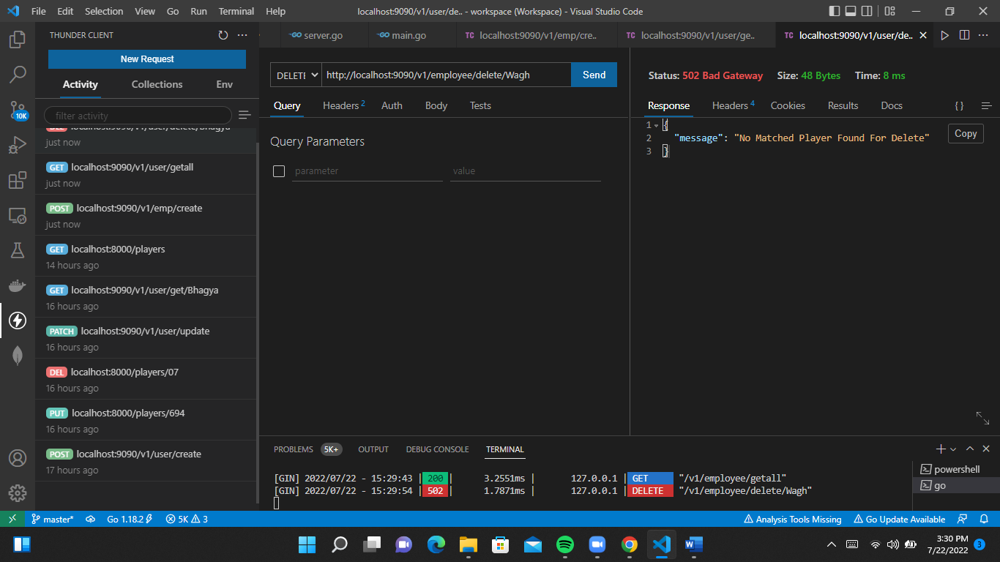 File Edit Selection View Go Run Terminal Help
localhost:9090/v1/user/de.. - workspace (Workspace) - Visual Studio Code
THUNDER CLIENT
New Request
Activity Collections Env
filter activity
DEL localhost:9090/v1/user/delete/Bhagya
just now
GET localhost:9090/v1/user/getall
just now
POST localhost:9090/v1/emp/create
just now
GET localhost:8000/players
14 hours ago
GET localhost:9090/v1/user/get/Bhagya
16 hours ago
PATCH localhost:9090/v1/user/update
16 hours ago
DEL localhost:8000/players/07
16 hours ago
PUT localhost:8000/players/694
16 hours ago
POST localhost:9090/v1/user/create
17 hours ago
10K
GO server.go GO main.go TC localhost:9090/v1/emp/cre.. TC localhost:9090/v1/user/ge.. TC localhost:9090/v1/user/de..
DELETE http://localhost:9090/v1/employee/delete/Wagh Send
Query Headers 2 Auth Body Tests
Query Parameters
parameter value
Status: 502 Bad Gateway Size: 48 Bytes Time: 8 ms
Response Headers 4 Cookies Results Docs { }
1 {
2 "message": "No Matched Player Found For Delete"
3 }
Copy
PROBLEMS 5K+ OUTPUT DEBUG CONSOLE TERMINAL
[GIN] 2022/07/22 - 15:29:43 | 200 | 3.2551ms | 127.0.0.1 | GET "/v1/employee/getall"
[GIN] 2022/07/22 - 15:29:54 | 502 | 1.7871ms | 127.0.0.1 | DELETE "/v1/employee/delete/Wagh"
powershell
go
master* Go 1.18.2 5K 3 Analysis Tools Missing Go Update Available
3:30 PM
7/22/2022 3